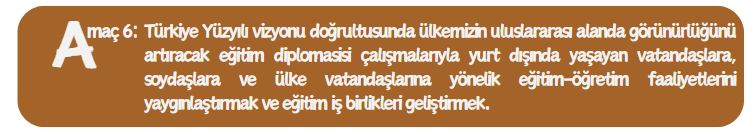 Amaç 6: Türkiye Yüzyılı vizyonu doğrultusunda ülkemizin uluslararası alanda görünürlüğünü
artıracak eğitim diplomasisi çalışmalarıyla yurt dışında yaşayan vatandaşlara,
soydaşlara ve ülke vatandaşlarına yönelik eğitim-öğretim faaliyetlerini
yaygınlaştırmak ve eğitim iş birlikleri geliştirmek.